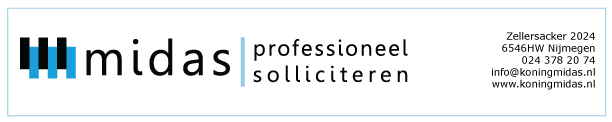 midas
professioneel
solliciteren
Zellersacker 2024
6546HW Nijmegen
024 378 20 74
info@koningmidas.nl
www.koningmidas.nl